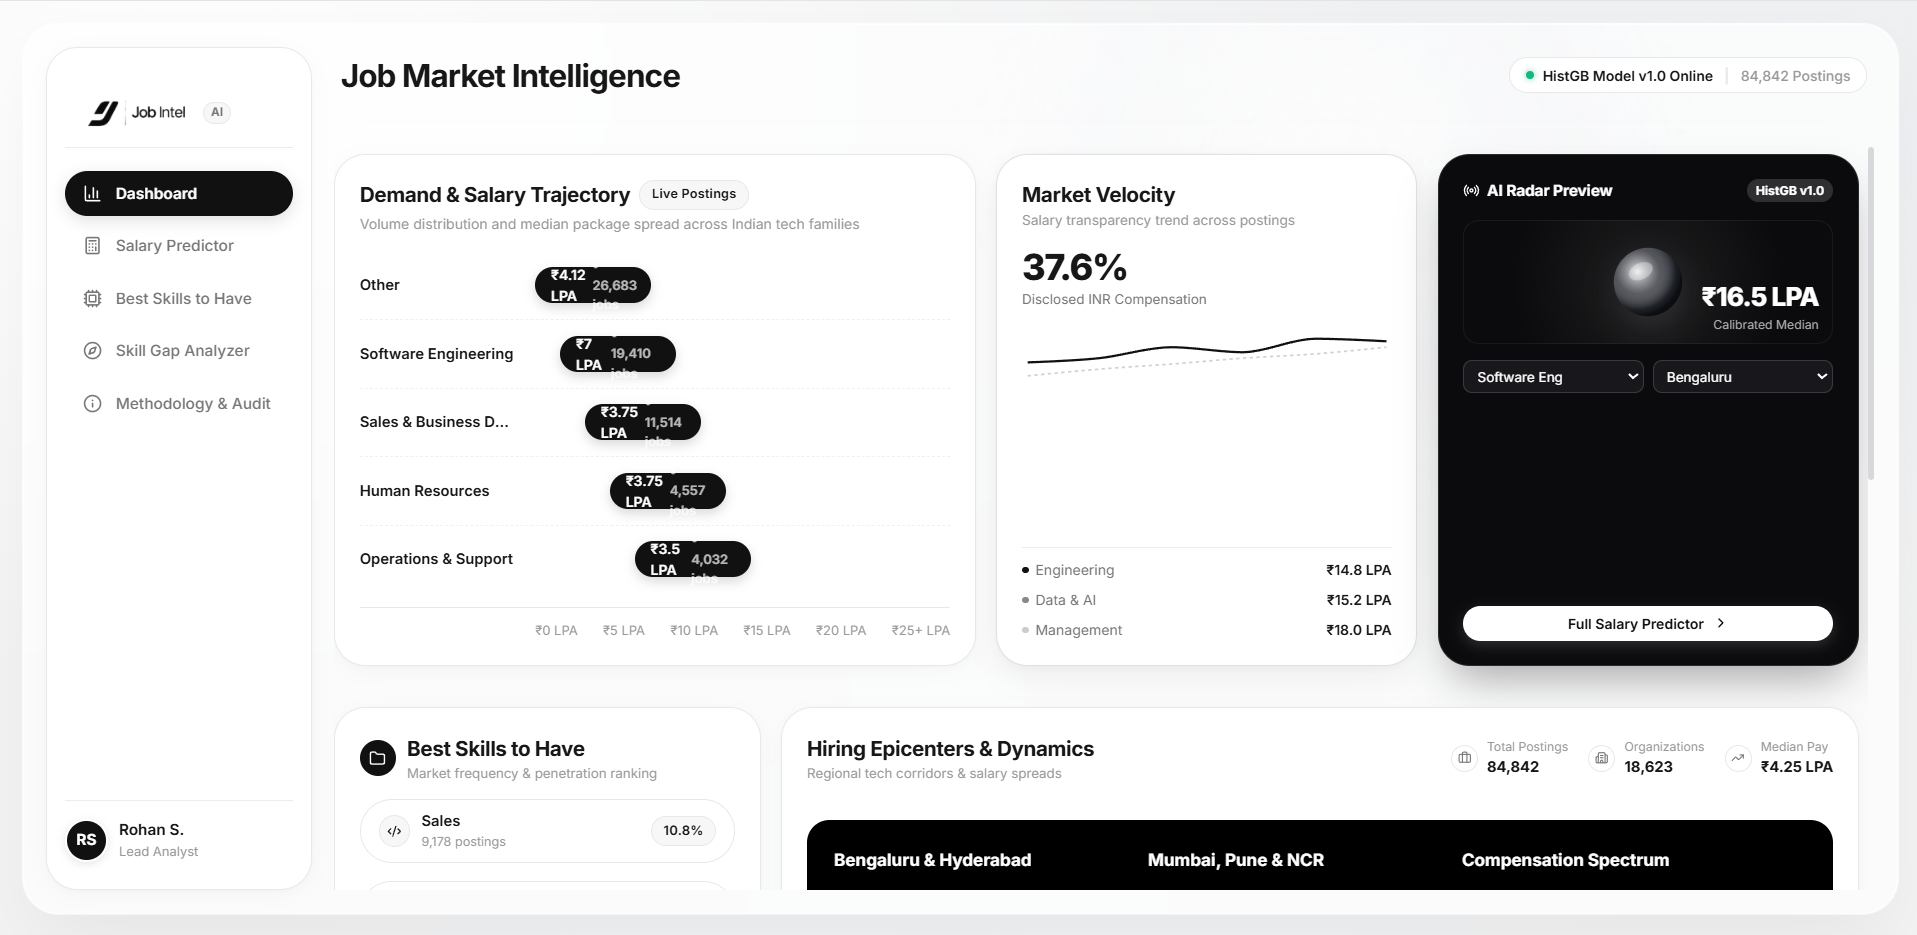 Job Intel AI
Dashboard
Salary Predictor
Best Skills to Have
Skill Gap Analyzer
Methodology & Audit
RS
Rohan S.
Lead Analyst
Job Market Intelligence
HistGB Model v1.0 Online 84,842 Postings
Demand & Salary Trajectory Live Postings
Volume distribution and median package spread across Indian tech families
Other ₹4.12 LPA 26,683 jobs
Software Engineering ₹7 LPA 19,410 jobs
Sales & Business D... ₹3.75 LPA 11,514 jobs
Human Resources ₹3.75 LPA 4,557 jobs
Operations & Support ₹3.5 LPA 4,032 jobs
₹0 LPA ₹5 LPA ₹10 LPA ₹15 LPA ₹20 LPA ₹25+ LPA
Market Velocity
Salary transparency trend across postings
37.6%
Disclosed INR Compensation
Engineering ₹14.8 LPA
Data & AI ₹15.2 LPA
Management ₹18.0 LPA
AI Radar Preview HistGB v1.0
₹16.5 LPA
Calibrated Median
Software Eng Bengaluru
Full Salary Predictor
Best Skills to Have
Market frequency & penetration ranking
Sales
9,178 postings
10.8%
Hiring Epicenters & Dynamics
Regional tech corridors & salary spreads
Total Postings
84,842
Organizations
18,623
Median Pay
₹4.25 LPA
Bengaluru & Hyderabad
Mumbai, Pune & NCR
Compensation Spectrum